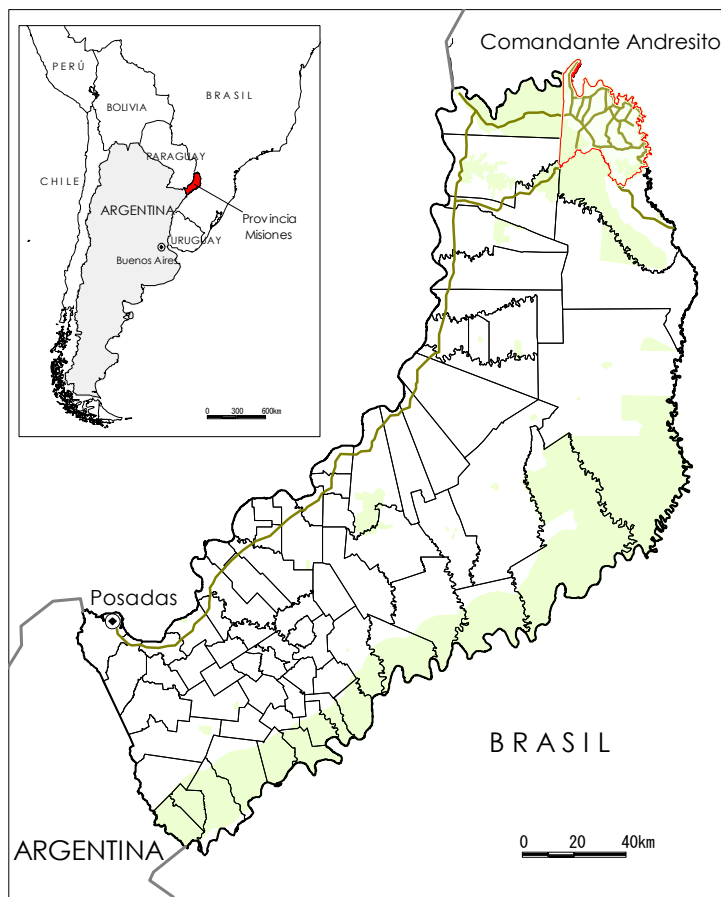 Comandante Andresito
PERÚ
BOLIVIA
BRASIL
PARAGUAY
CHILE
ARGENTINA
Provincia
Misiones
URUGUAY
Buenos Aires
0 300 600km
Posadas
BRASIL
ARGENTINA
0 20 40km